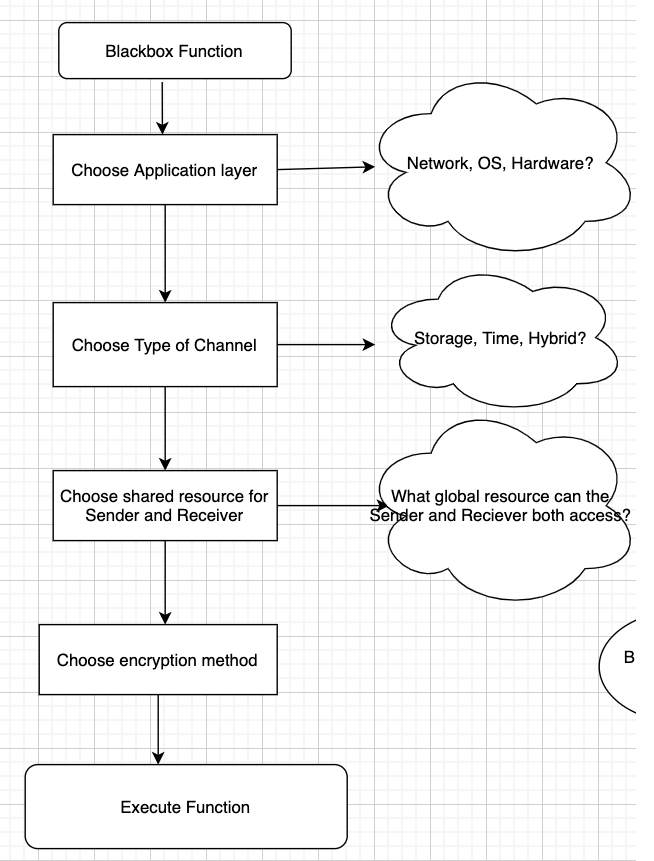 Blackbox Function
Choose Application layer
Network, OS, Hardware?
Choose Type of Channel
Storage, Time, Hybrid?
Choose shared resource for
Sender and Receiver
What global resource can the
Sender and Reciever both access?
Choose encryption method
B
Execute Function